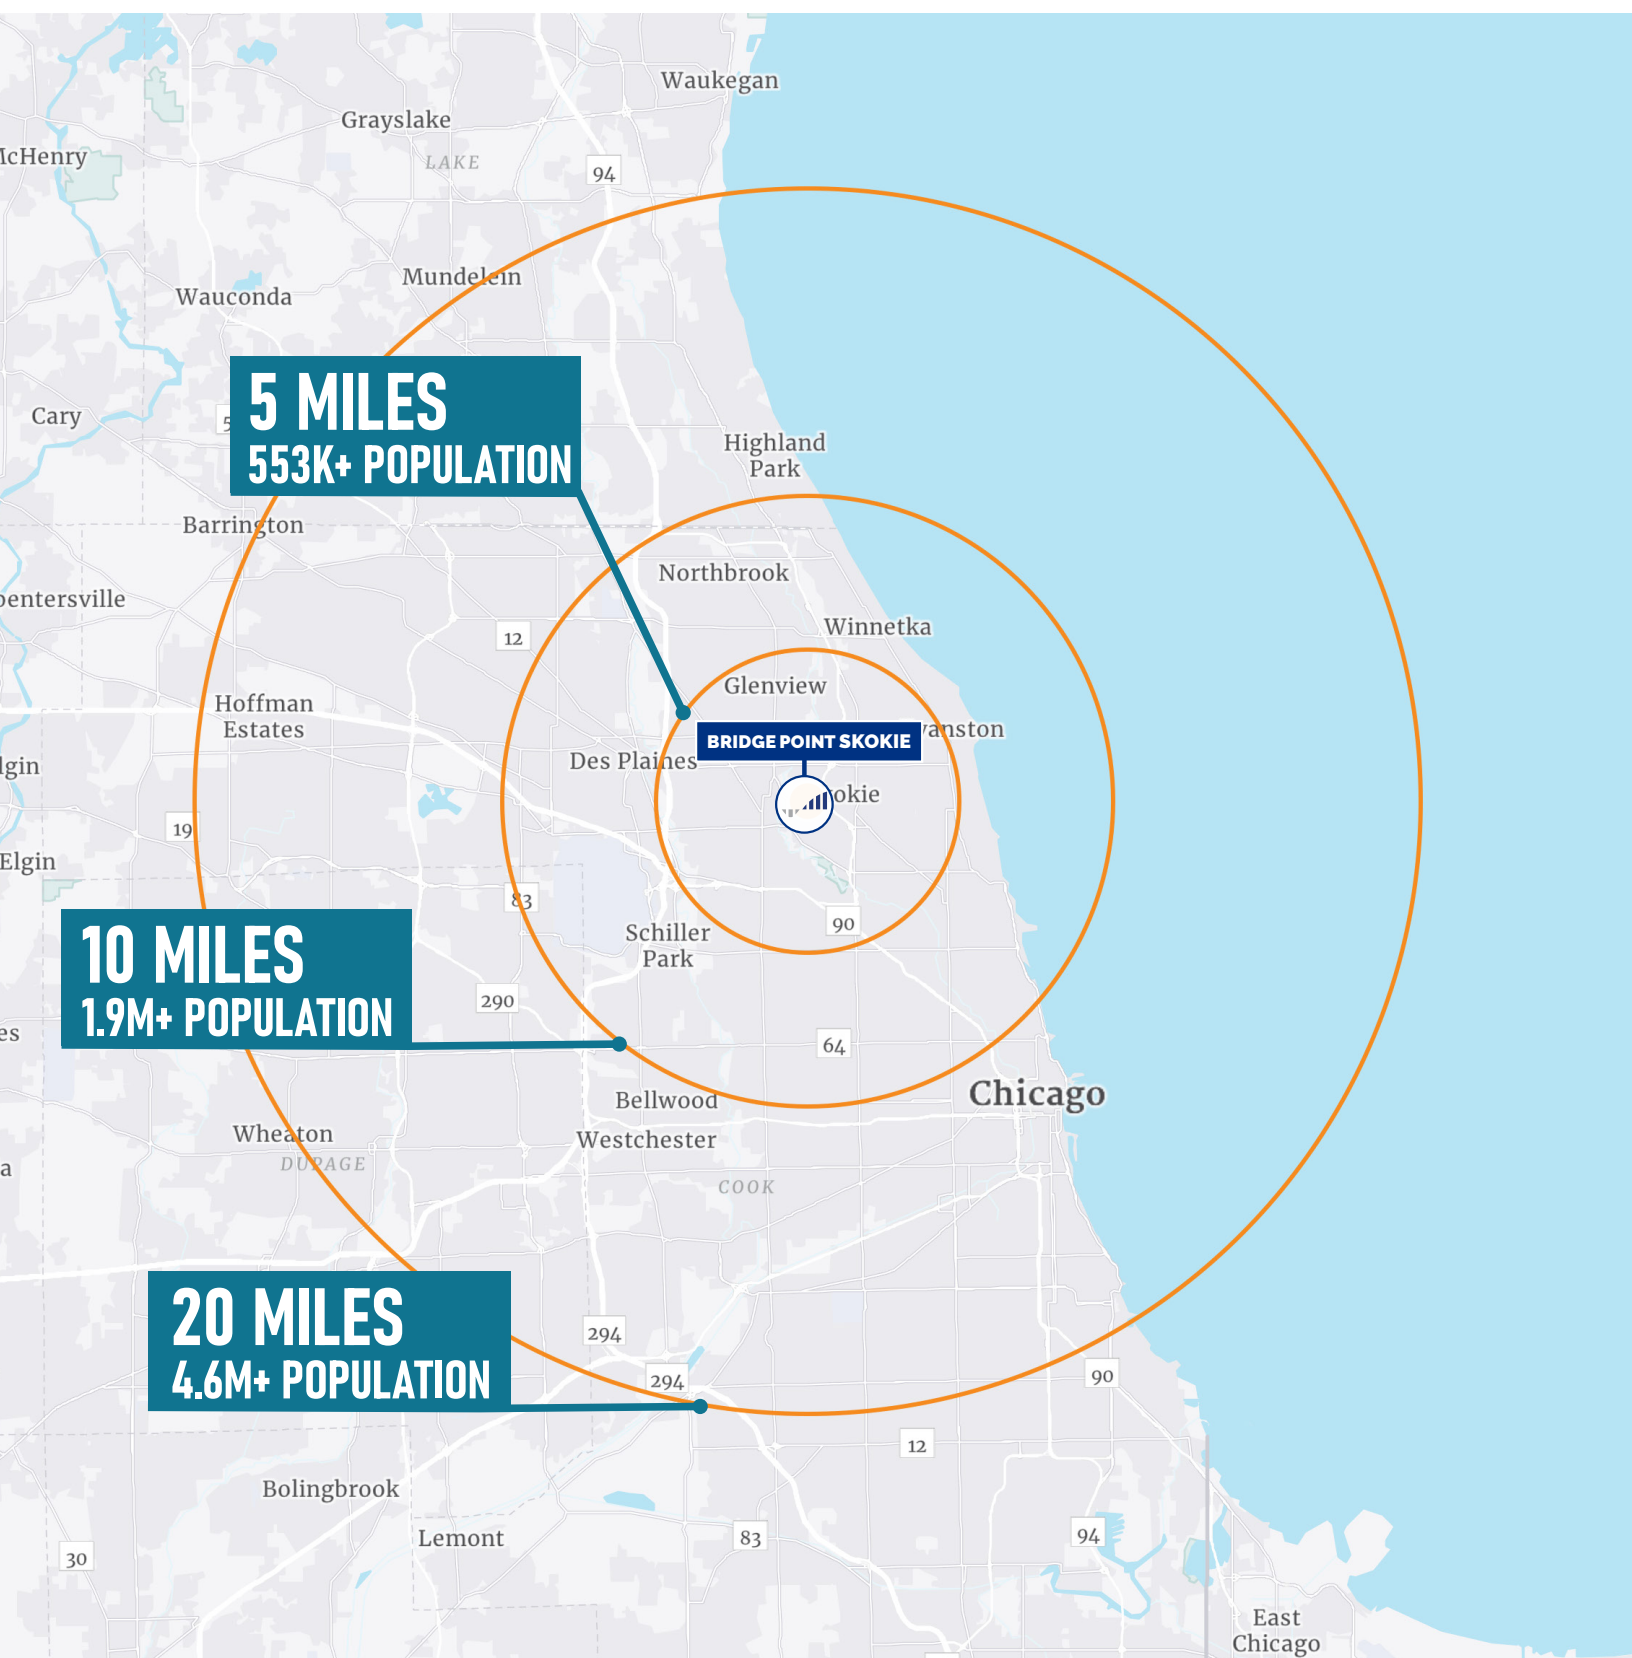 Waukegan
Grayslake
cHenry
LAKE
94
Mundelein
Wauconda
5 MILES
553K+ POPULATION
Cary
Highland
Park
Barrington
Northbrook
entersville
12
Winnetka
Glenview
Hoffman
Estates
BRIDGE POINT SKOKIE
anston
Des Plaines
lgin
okie
19
Elgin
83
10 MILES
1.9M+ POPULATION
90
Schiller
Park
290
es
64
Chicago
Bellwood
Wheaton
Westchester
DUPAGE
a
COOK
20 MILES
4.6M+ POPULATION
294
294
90
12
Bolingbrook
Lemont
83
94
30
East
Chicago